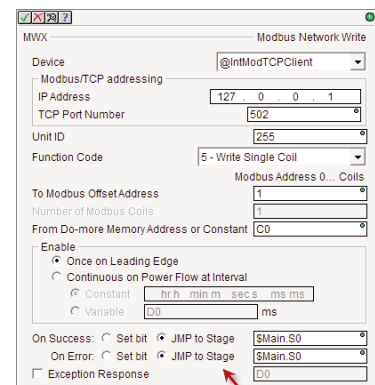 MWX Modbus Network Write
Device @IntModTCPClient
Modbus/TCP addressing
IP Address 127 . 0 . 0 . 1
TCP Port Number 502
Unit ID 255
Function Code 5 - Write Single Coil
Modbus Address 0... Coils
To Modbus Offset Address 1
Number of Modbus Coils 1
From Do-more Memory Address or Constant C0
Enable
Once on Leading Edge
Continuous on Power Flow at Interval
Constant hr h min m sec s ms ms
Variable D0 ms
On Success: Set bit JMP to Stage $Main.S0
On Error: Set bit JMP to Stage $Main.S0
Exception Response D0